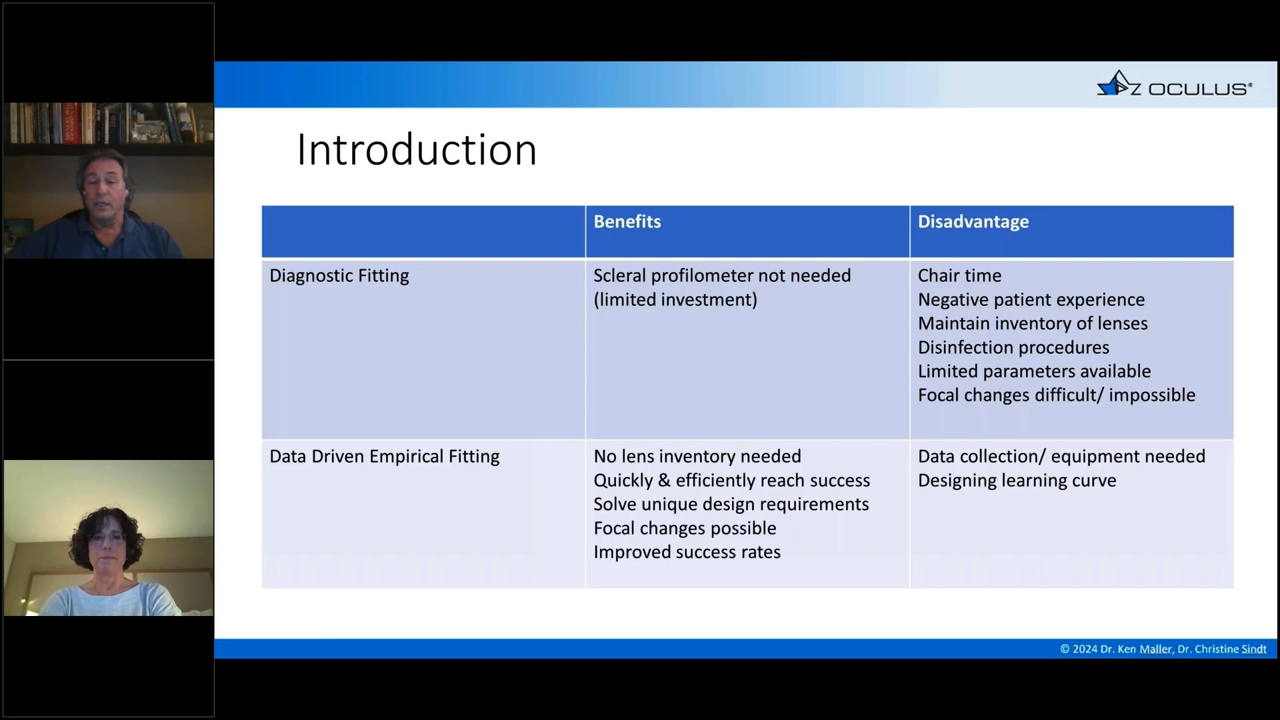 OCULUS®
Introduction
Benefits
Disadvantage
Diagnostic Fitting
Scleral profilometer not needed
(limited investment)
Chair time
Negative patient experience
Maintain inventory of lenses
Disinfection procedures
Limited parameters available
Focal changes difficult/ impossible
Data Driven Empirical Fitting
No lens inventory needed
Quickly & efficiently reach success
Solve unique design requirements
Focal changes possible
Improved success rates
Data collection/ equipment needed
Designing learning curve
© 2024 Dr. Ken Maller, Dr. Christine Sindt